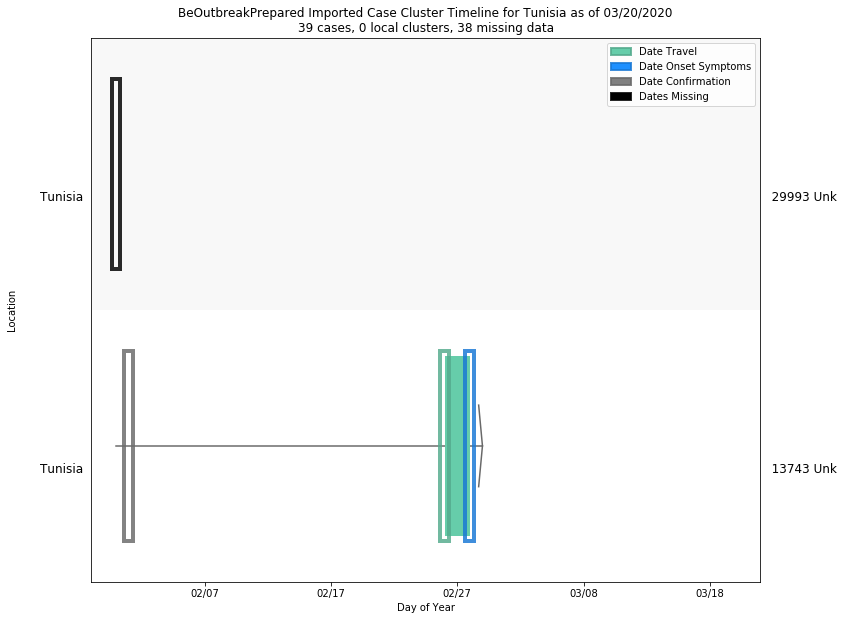 BeOutbreakPrepared Imported Case Cluster Timeline for Tunisia as of 03/20/2020
39 cases, 0 local clusters, 38 missing data
Date Travel
Date Onset Symptoms
Date Confirmation
Dates Missing
Tunisia
29993 Unk
Location
Tunisia
13743 Unk
02/07
02/17
02/27
03/08
03/18
Day of Year